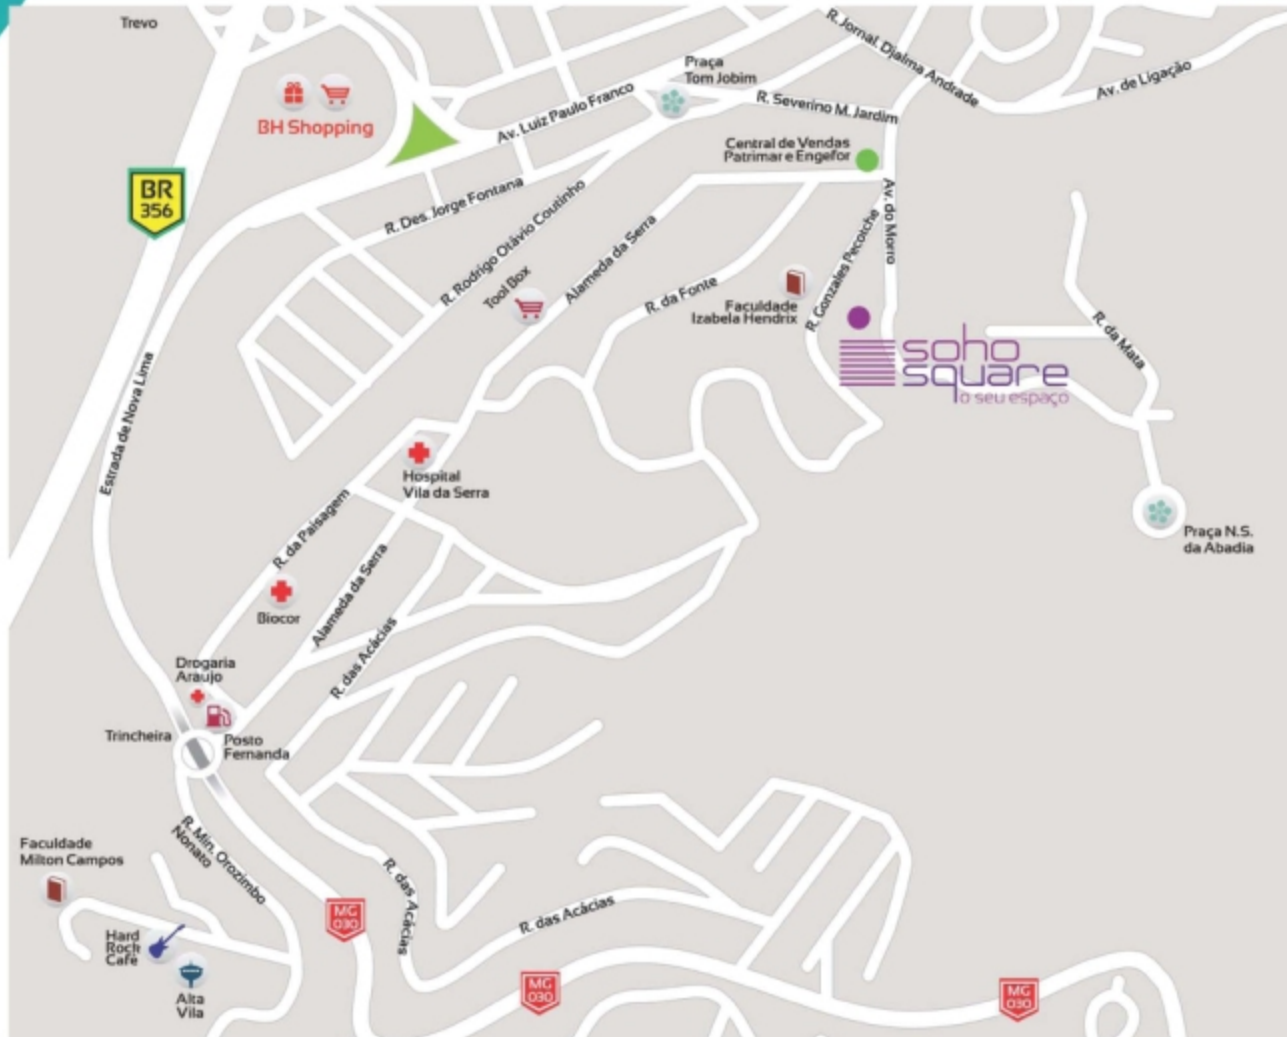 Trevo
R. Jornal. Djalma Andrade
Av. de Ligação
Praça
Tom Jobim
BH Shopping
Av. Luiz Paulo Franco
R. Severino M. Jardim
Central de Vendas
Patrimar e Engefor
BR
356
R. Des. Jorge Fontana
R. Rodrigo Otávio Coutinho
Av. do Morro
Alameda da Serra
R. Gonzales Pecotche
Tool Box
R. da Fonte
Faculdade
Izabela Hendrix
R. da Mata
soho
square
o seu espaço
Estrada de Nova Lima
Hospital
Vila da Serra
R. da Paisagem
Praça N.S.
da Abadia
Alameda da Serra
Biocor
R. das Acácias
Drogaria
Araujo
Trincheira
Posto
Fernanda
R. Min. Orozimbo
Nonato
Faculdade
Milton Campos
R. das Acácias
R. das Acácias
MG
030
Hard
Rock
Café
Alta
Vila
MG
030
MG
030